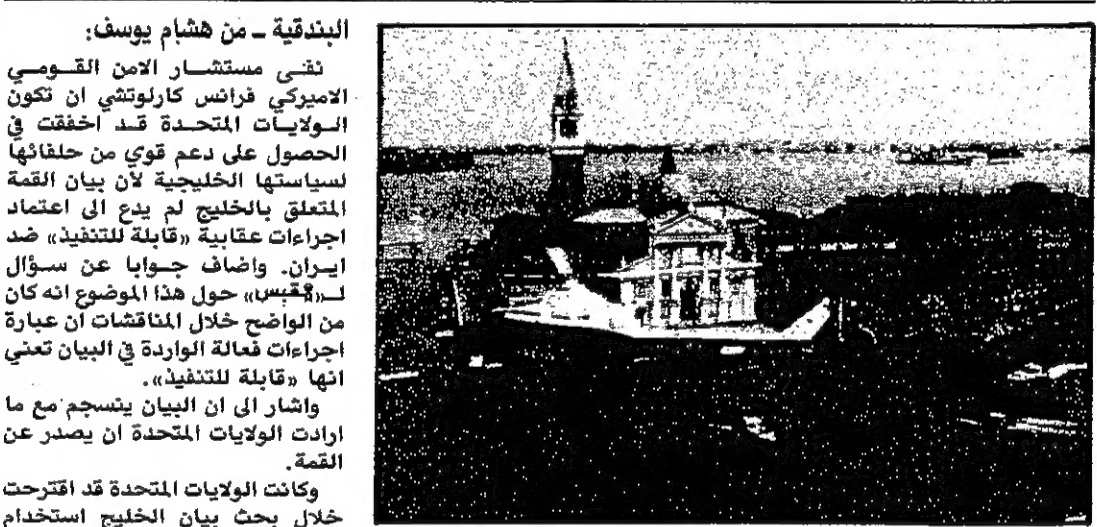 البندقية ــ من هشام يوسف:
نفى مستشار الامن القومي
الاميركي فرانس كارلوتشي ان تكون
الولايات المتحدة قد اخفقت في
الحصول على دعم قوي من حلفائها
لسياستها الخليجية لأن بيان القمة
المتعلق بالخليج لم يدع الى اعتماد
اجراءات عقابية «قابلة للتنفيذ» ضد
ايران. واضاف جوابا عن سؤال
لـ«القبس» حول هذا الموضوع انه كان
من الواضح خلال المناقشات ان عبارة
اجراءات فعالة الواردة في البيان تعني
انها «قابلة للتنفيذ».
واشار الى ان البيان ينسجم مع ما
ارادت الولايات المتحدة ان يصدر عن
القمة.
وكانت الولايات المتحدة قد اقترحت
خلال بحث بيان الخليج استخدام